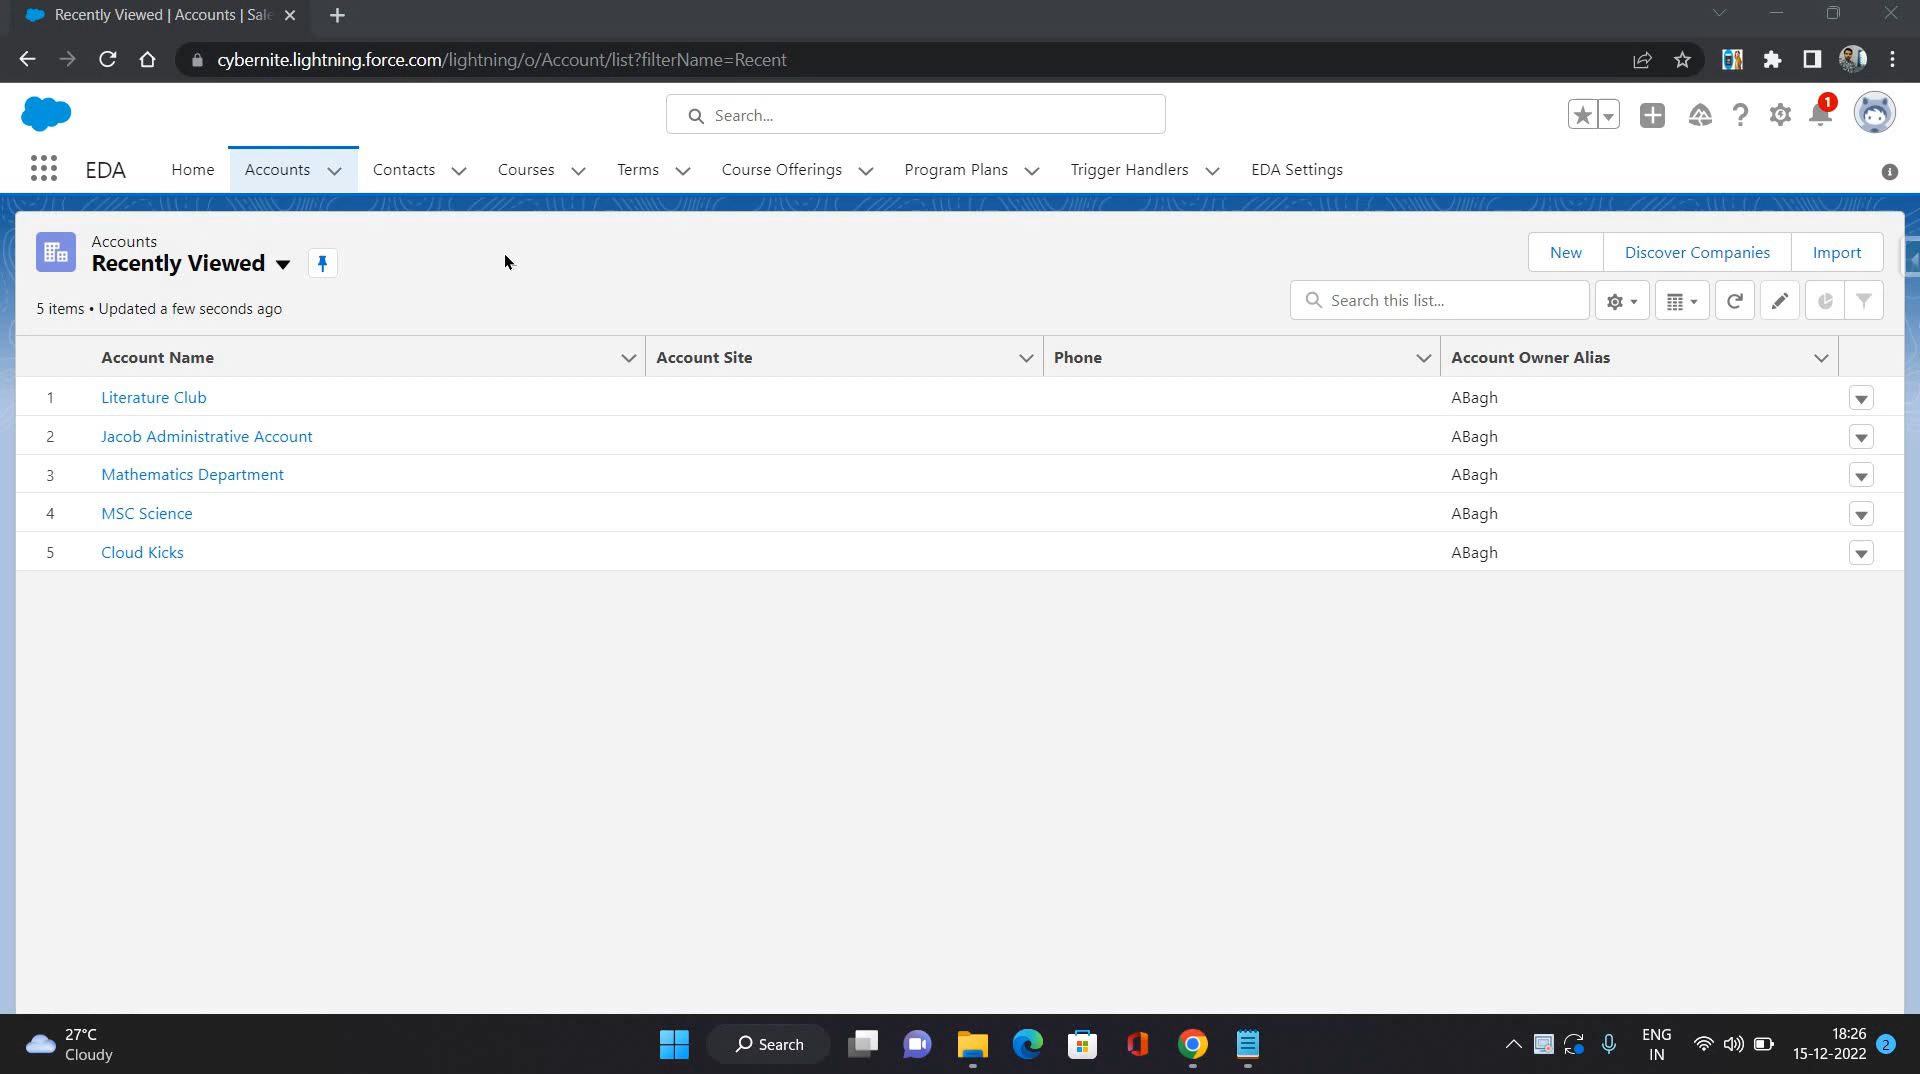 Recently Viewed | Accounts | Sale
cybernite.lightning.force.com/lightning/o/Account/list?filterName=Recent
Search...
1
EDA
Home
Accounts
Contacts
Courses
Terms
Course Offerings
Program Plans
Trigger Handlers
EDA Settings
Accounts
Recently Viewed
New
Discover Companies
Import
5 items • Updated a few seconds ago
Search this list...
Account Name
Account Site
Phone
Account Owner Alias
1 Literature Club ABagh
2 Jacob Administrative Account ABagh
3 Mathematics Department ABagh
4 MSC Science ABagh
5 Cloud Kicks ABagh
27°C
Cloudy
Search
ENG
IN
18:26
15-12-2022
2